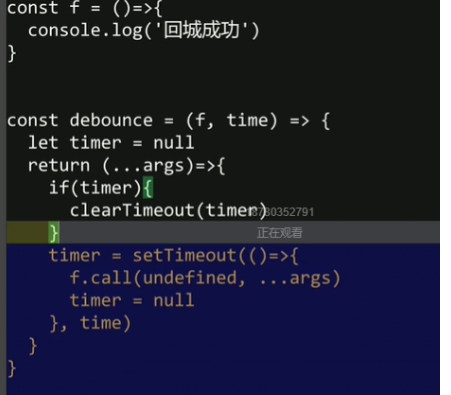 const f = ()=>{
  console.log('回城成功')
}
const debounce = (f, time) => {
  let timer = null
  return (...args)=>{
    if(timer){
      clearTimeout(timer)
    }
正在观看
    timer = setTimeout(()=>{
      f.call(undefined, ...args)
      timer = null
    }, time)
  }
}